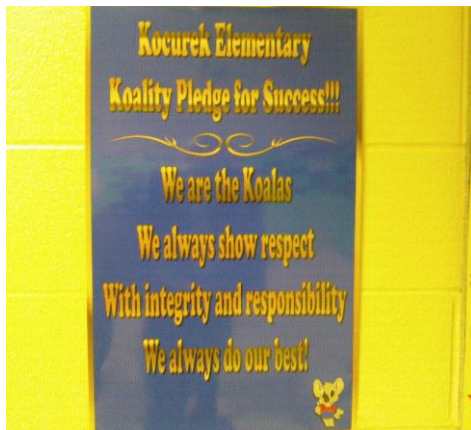 Kocurek Elementary
Koality Pledge for Success!!!
We are the Koalas
We always show respect
With integrity and responsibility
We always do our best!